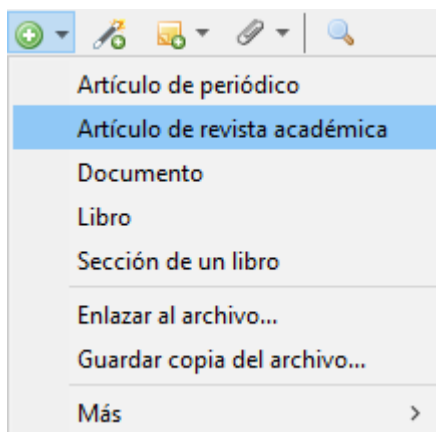 Artículo de periódico
Artículo de revista académica
Documento
Libro
Sección de un libro
Enlazar al archivo...
Guardar copia del archivo...
Más